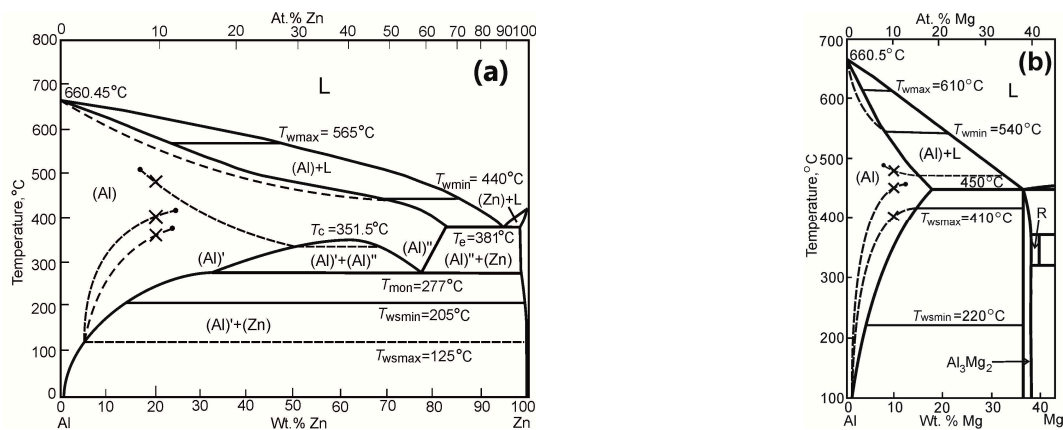 At.% Zn
0 10 20 30 40 50 60 70 80 90 100
800
700
600
500
400
300
200
100
0
Temperature, °C
660.45°C
L
(a)
Twmax = 565°C
(Al)+L
Twmin = 440°C
(Zn)+L
(Al)
Tc = 351.5°C
(Al)"
Te = 381°C
(Al)'
(Al)'+(Al)"
(Al)"+(Zn)
Tmon=277°C
Twsmin=205°C
(Al)'+(Zn)
Twsmax=125°C
0 10 20 30 40 50 60 70 80 90 100
Al Wt.% Zn Zn
At. % Mg
0 10 20 30 40
700
600
500
400
300
200
100
Temperature, °C
660.5°C
(b)
Twmax=610°C
L
Twmin=540°C
(Al)+L
(Al)
450°C
R
Twsmax=410°C
Twsmin=220°C
Al3Mg2
0 10 20 30 40
Al Wt. % Mg Mg